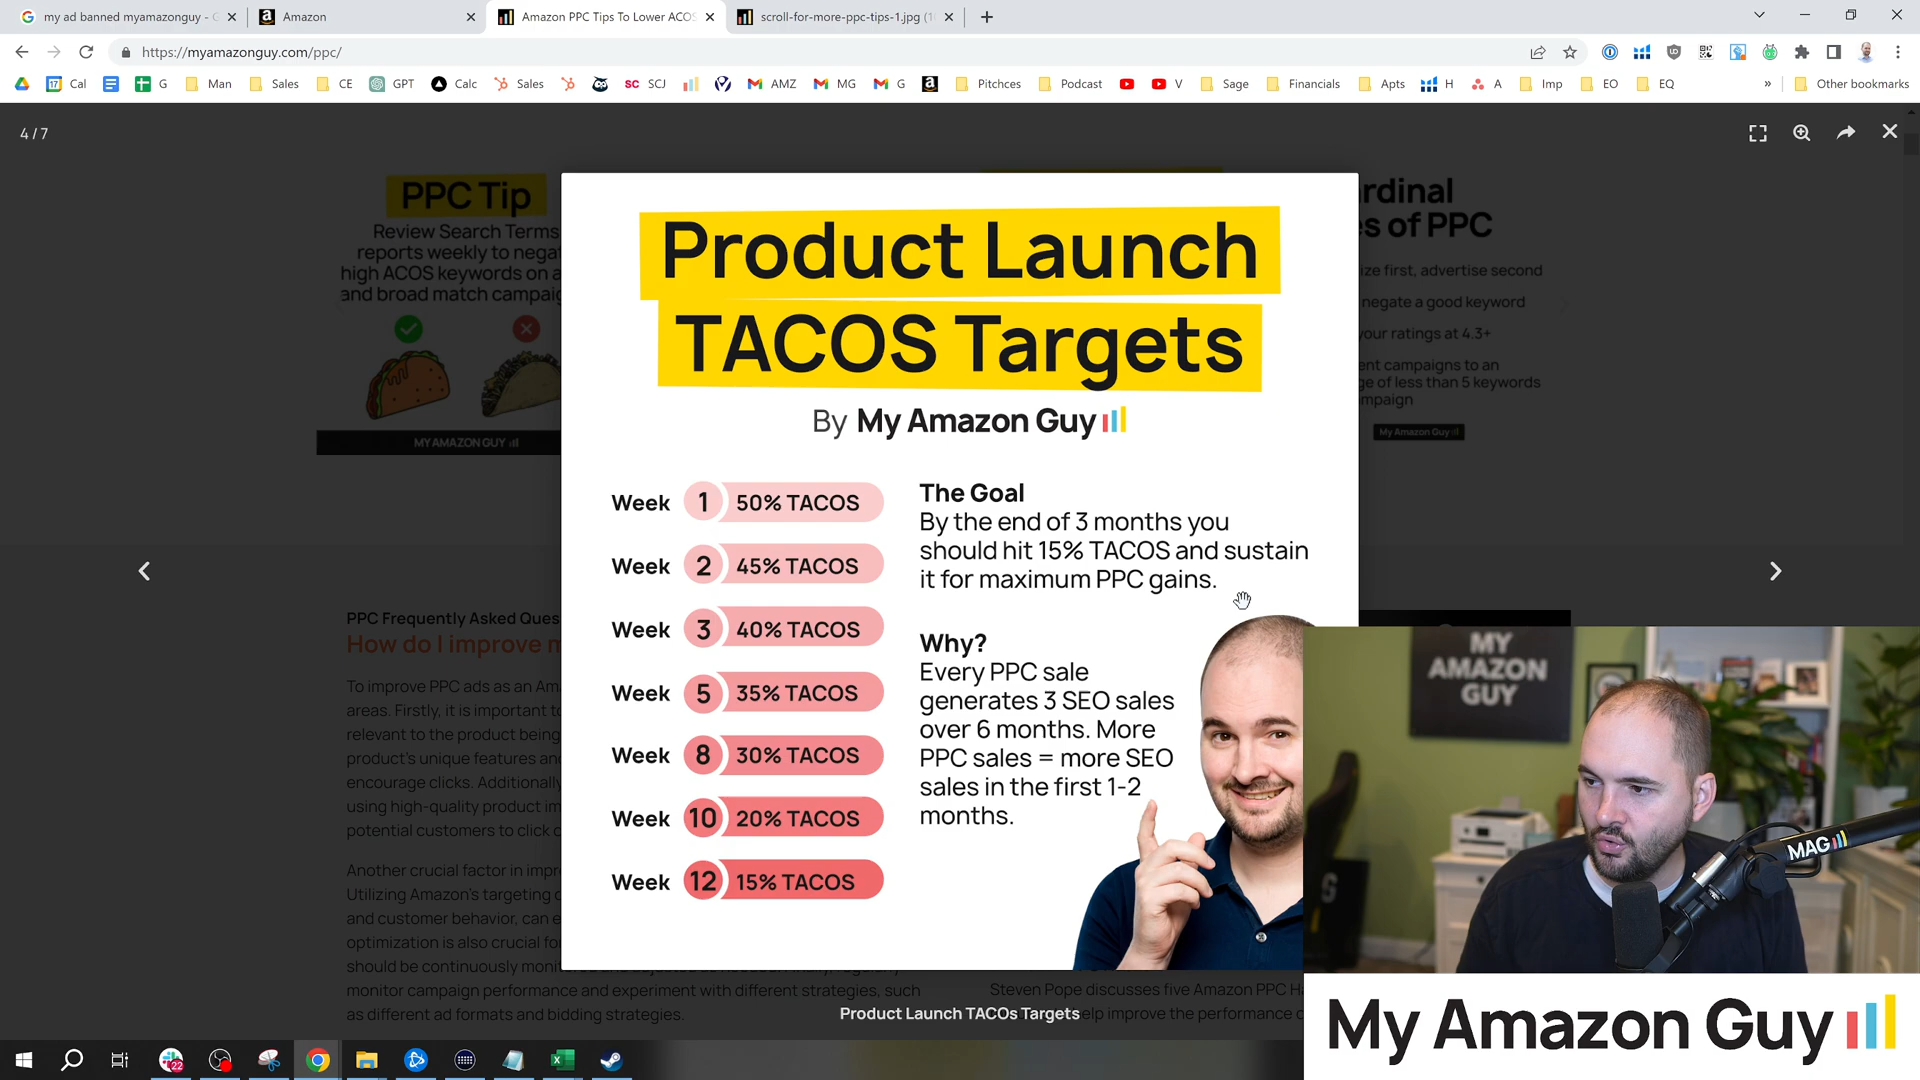 my ad banned myamazonguy - G
Amazon
Amazon PPC Tips To Lower ACOS
scroll-for-more-ppc-tips-1.jpg (1
https://myamazonguy.com/ppc/
Cal
G
Man
Sales
CE
GPT
Calc
Sales
SC SCJ
AMZ
MG
G
Pitchces
Podcast
V
Sage
Financials
Apts
H
A
Imp
EO
EQ
Other bookmarks
4 / 7
PPC Tip
Review Search Terms
reports weekly to negat
high ACOS keywords on a
and broad match campaig
MY AMAZON GUY
Product Launch
TACOS Targets
By My Amazon Guy
Week 1 50% TACOS
Week 2 45% TACOS
Week 3 40% TACOS
Week 5 35% TACOS
Week 8 30% TACOS
Week 10 20% TACOS
Week 12 15% TACOS
The Goal
By the end of 3 months you
should hit 15% TACOS and sustain
it for maximum PPC gains.
Why?
Every PPC sale
generates 3 SEO sales
over 6 months. More
PPC sales = more SEO
sales in the first 1-2
months.
rdinal
es of PPC
ize first, advertise second
negate a good keyword
your ratings at 4.3+
ent campaigns to an
ge of less than 5 keywords
mpaign
My Amazon Guy
PPC Frequently Asked Ques
How do I improve m
To improve PPC ads as an Am
areas. Firstly, it is important to
relevant to the product being
product's unique features and
encourage clicks. Additionally
using high-quality product im
potential customers to click o
Another crucial factor in impr
Utilizing Amazon's targeting o
and customer behavior, can e
optimization is also crucial fo
should be continuously monit
monitor campaign performance and experiment with different strategies, such
as different ad formats and bidding strategies.
Steven Pope discusses five Amazon PPC H
elp improve the performance o
Product Launch TACOs Targets
MY
AMAZON
GUY
MAG
My Amazon Guy
22